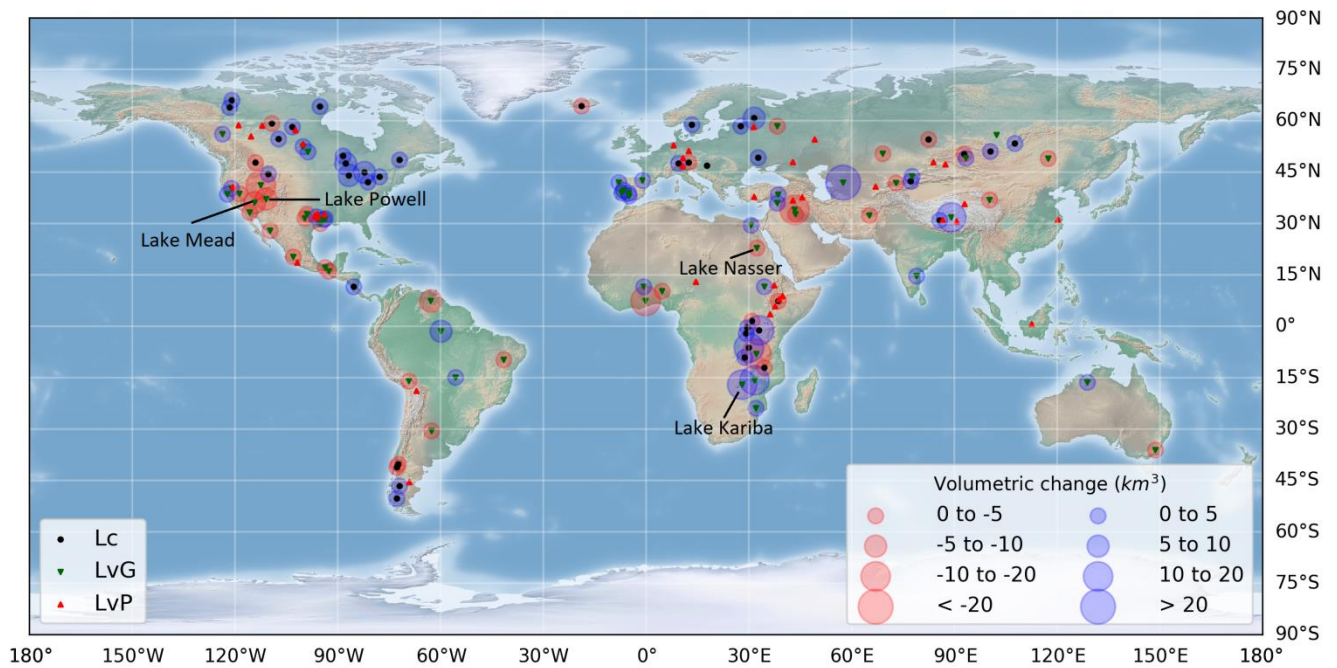 90°N
75°N
60°N
45°N
30°N
15°N
0°
15°S
30°S
45°S
60°S
75°S
90°S
Lake Powell
Lake Mead
Lake Nasser
Lake Kariba
Lc
LvG
LvP
Volumetric change (km³)
0 to -5 0 to 5
-5 to -10 5 to 10
-10 to -20 10 to 20
< -20 > 20
180° 150°W 120°W 90°W 60°W 30°W 0 30°E 60°E 90°E 120°E 150°E 180°